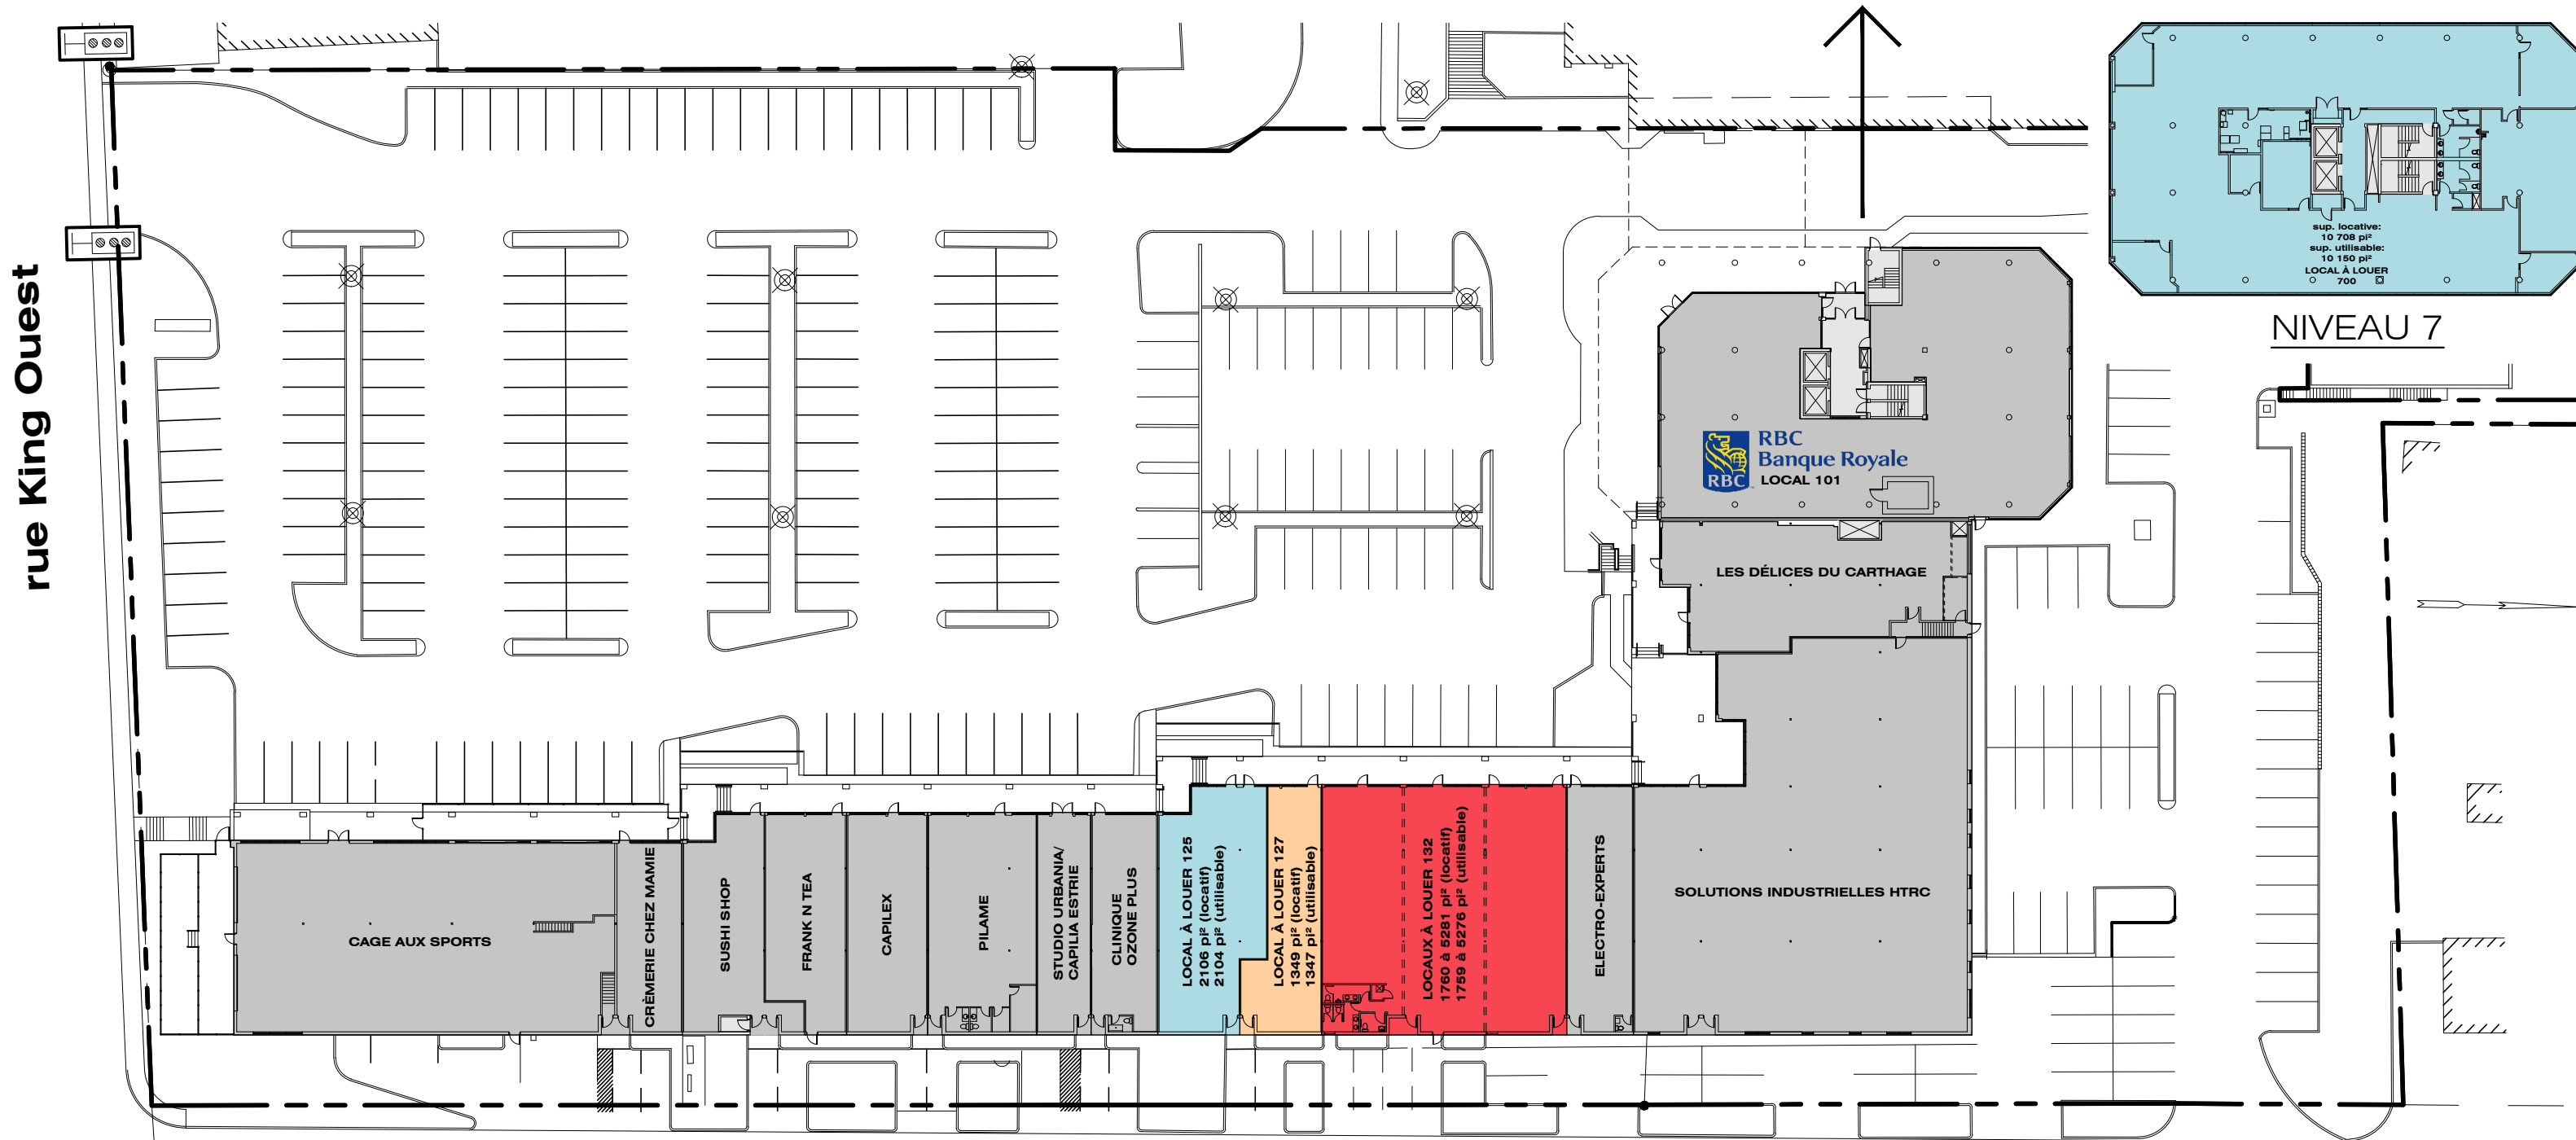 rue King Ouest
sup. locative:
10 708 pi²
sup. utilisable:
10 150 pi²
LOCAL À LOUER
700
NIVEAU 7
RBC
RBC
Banque Royale
LOCAL 101
LES DÉLICES DU CARTHAGE
CAGE AUX SPORTS
CRÈMERIE CHEZ MAMIE
SUSHI SHOP
FRANK N TEA
CAPILEX
PILAME
STUDIO URBANIA/
CAPILIA ESTRIE
CLINIQUE
OZONE PLUS
LOCAL À LOUER 125
2106 pi² (locatif)
2104 pi² (utilisable)
LOCAL À LOUER 127
1349 pi² (locatif)
1347 pi² (utilisable)
LOCAUX À LOUER 132
1760 à 5281 pi² (locatif)
1759 à 5276 pi² (utilisable)
ELECTRO-EXPERTS
SOLUTIONS INDUSTRIELLES HTRC